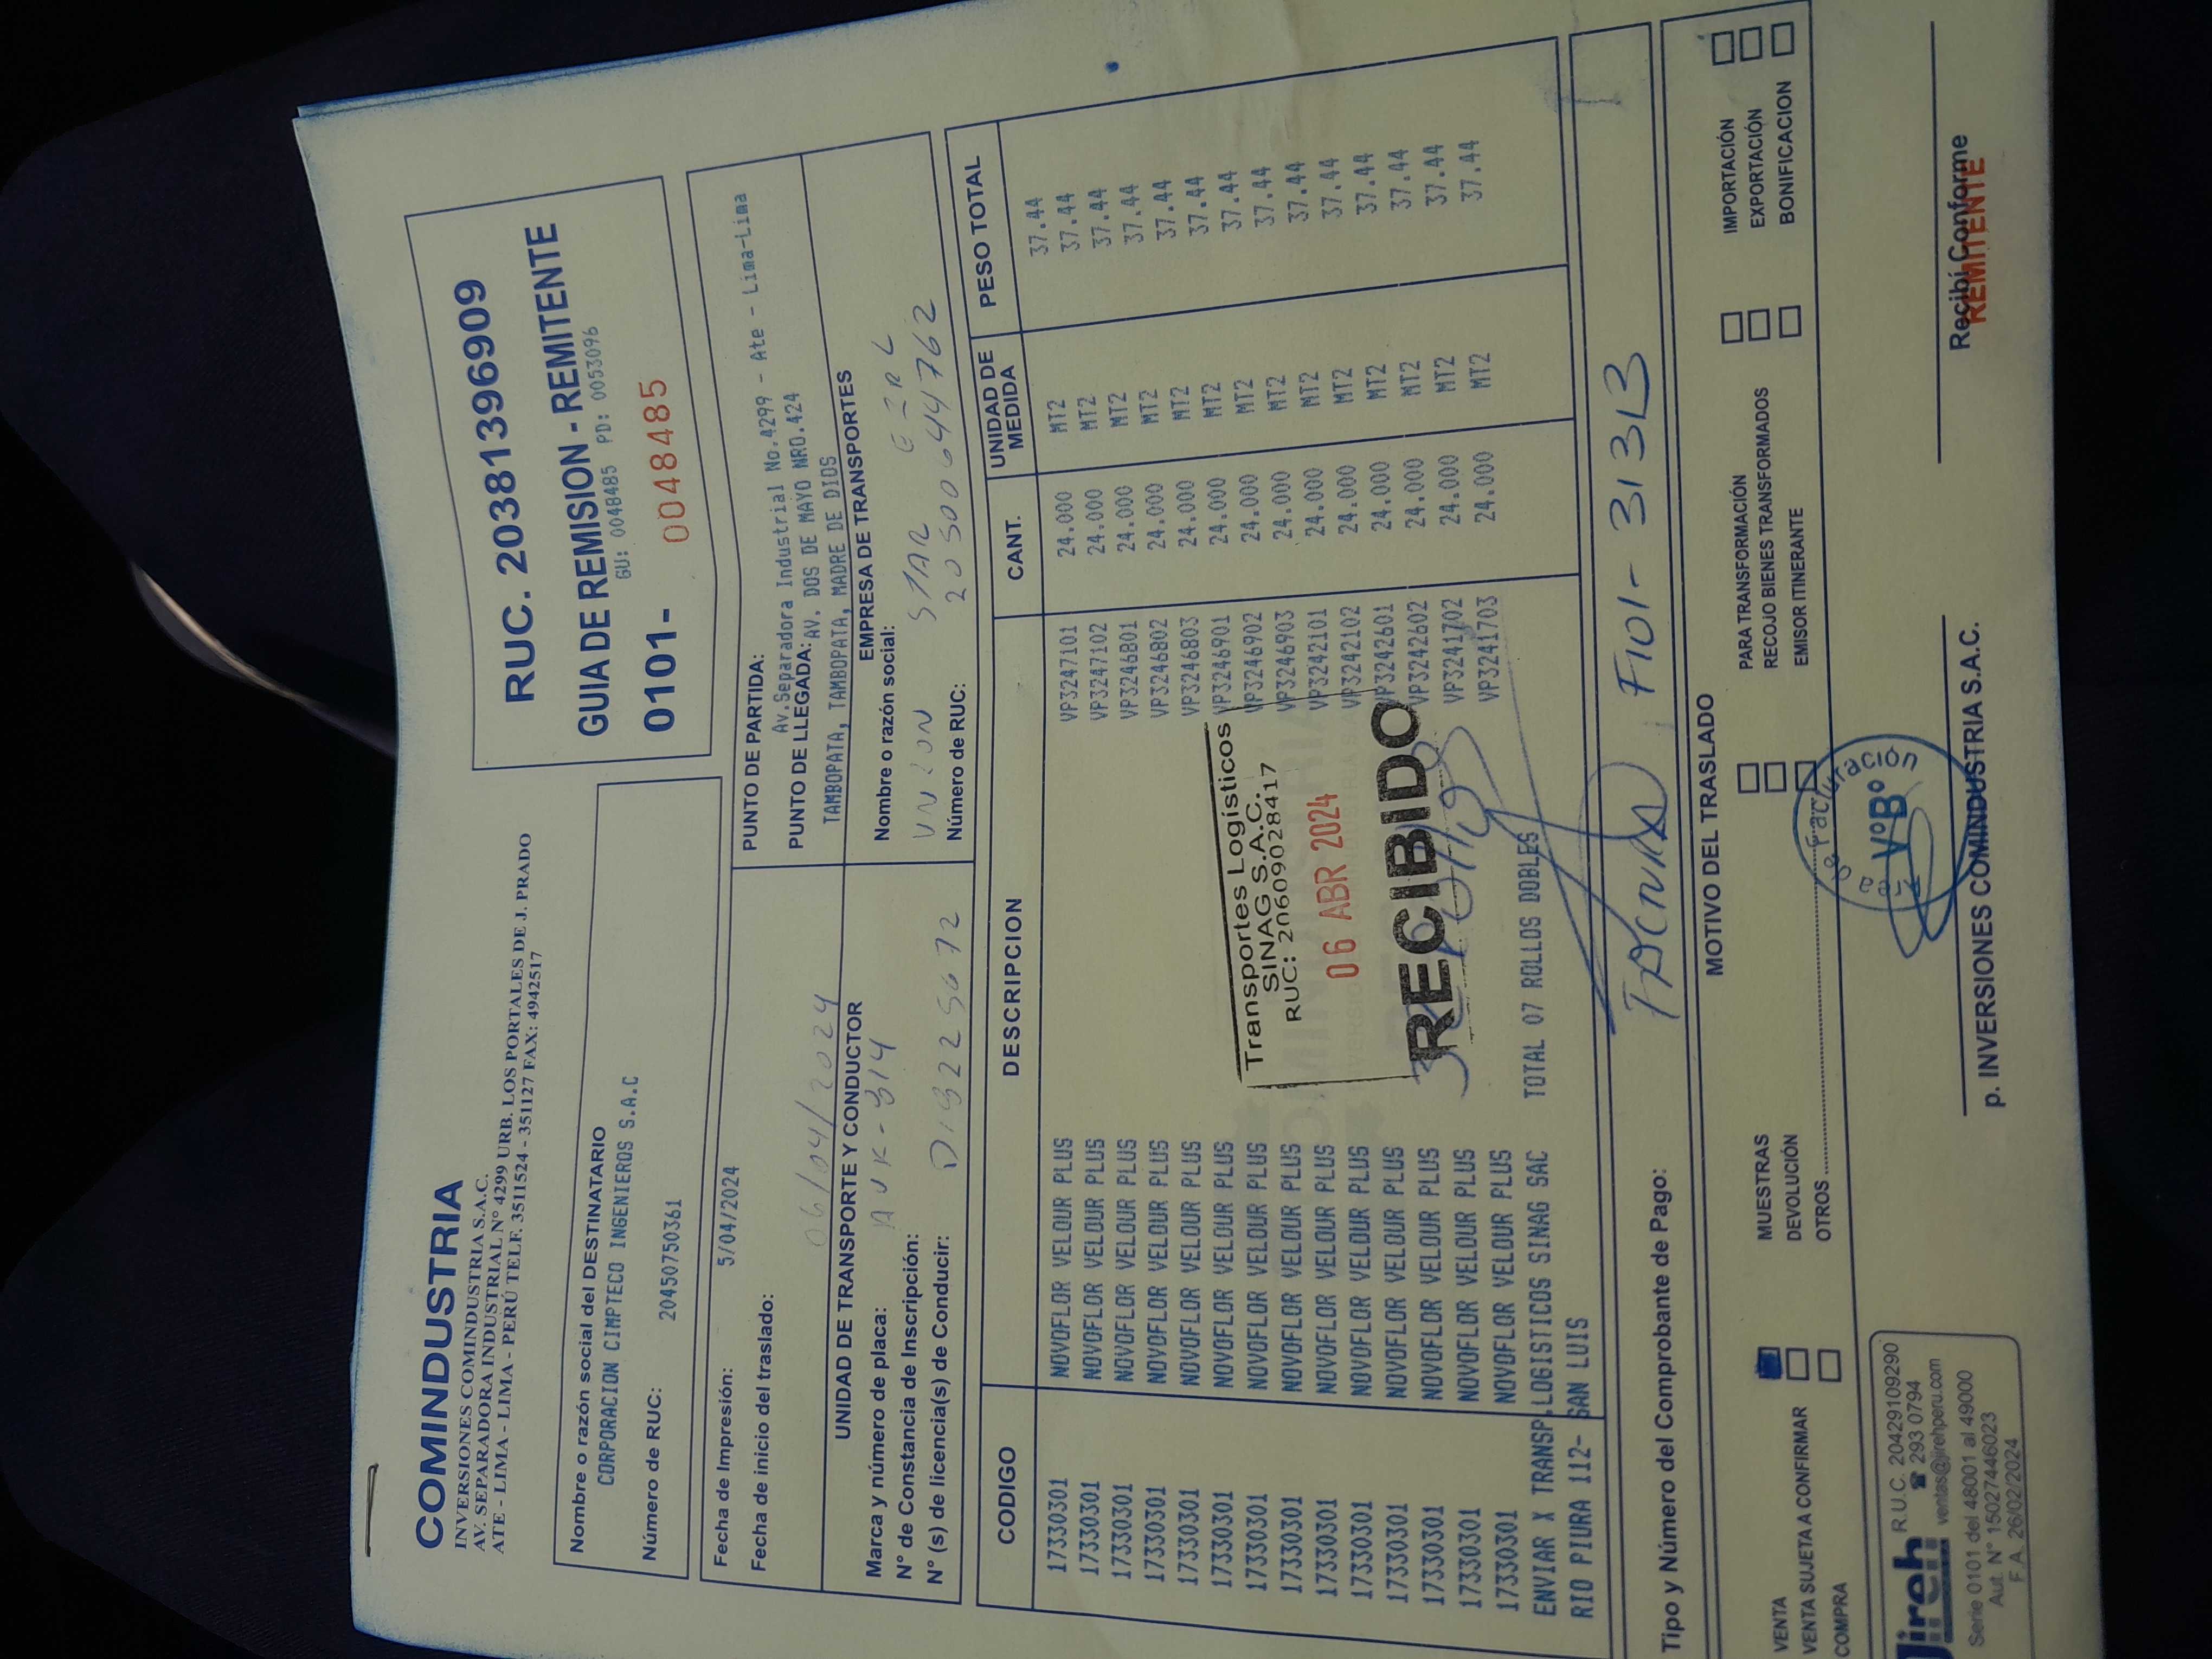 COMINDUSTRIA
INVERSIONES COMINDUSTRIA S.A.C.
AV. SEPARADORA INDUSTRIAL N° 4299 URB. LOS PORTALES DE J. PRADO
ATE - LIMA - LIMA - PERÚ TELF. 3511524 - 351127 FAX: 4942517
RUC. 20381396909
GUIA DE REMISION - REMITENTE
GU: 0048485 PD: 0053096
0101- 0048485
Nombre o razón social del DESTINATARIO
CORPORACION CIMPTECO INGENIEROS S.A.C
Número de RUC: 20450750361
PUNTO DE PARTIDA:
Av.Separadora Industrial No.4299 - Ate - Lima-Lima
PUNTO DE LLEGADA: AV. DOS DE MAYO NRO.424
TAMBOPATA, TAMBOPATA, MADRE DE DIOS
Fecha de Impresión: 5/04/2024
Fecha de inicio del traslado: 06/04/2024
UNIDAD DE TRANSPORTE Y CONDUCTOR
Marca y número de placa: AUK-314
N° de Constancia de Inscripción:
N° (s) de licencia(s) de Conducir:
EMPRESA DE TRANSPORTES
Nombre o razón social:
UNION STAR EIRL
Número de RUC: 20500644762
CODIGO DESCRIPCION CANT. UNIDAD DE MEDIDA PESO TOTAL
17330301 NOVOFLOR VELOUR PLUS VP3247101 24.000 MT2 37.44
17330301 NOVOFLOR VELOUR PLUS VP3247102 24.000 MT2 37.44
17330301 NOVOFLOR VELOUR PLUS VP3246801 24.000 MT2 37.44
17330301 NOVOFLOR VELOUR PLUS VP3246802 24.000 MT2 37.44
17330301 NOVOFLOR VELOUR PLUS VP3246803 24.000 MT2 37.44
17330301 NOVOFLOR VELOUR PLUS VP3246901 24.000 MT2 37.44
17330301 NOVOFLOR VELOUR PLUS VP3246902 24.000 MT2 37.44
17330301 NOVOFLOR VELOUR PLUS VP3246903 24.000 MT2 37.44
17330301 NOVOFLOR VELOUR PLUS VP3242101 24.000 MT2 37.44
17330301 NOVOFLOR VELOUR PLUS VP3242102 24.000 MT2 37.44
17330301 NOVOFLOR VELOUR PLUS VP3242601 24.000 MT2 37.44
17330301 NOVOFLOR VELOUR PLUS VP3242602 24.000 MT2 37.44
17330301 NOVOFLOR VELOUR PLUS VP3241702 24.000 MT2 37.44
17330301 NOVOFLOR VELOUR PLUS VP3241703 24.000 MT2 37.44
ENVIAR X TRANSP.LOGISTICOS SINAG SAC TOTAL 07 ROLLOS DOBLES
RIO PIURA 112- SAN LUIS
Transportes Logísticos
SINAG S.A.C.
RUC: 20609028417
06 ABR 2024
RECIBIDO
Tipo y Número del Comprobante de Pago: Factura F101-31313
MOTIVO DEL TRASLADO
VENTA
VENTA SUJETA A CONFIRMAR
COMPRA
MUESTRAS
DEVOLUCIÓN
OTROS
PARA TRANSFORMACIÓN
RECOJO BIENES TRANSFORMADOS
EMISOR ITINERANTE
IMPORTACIÓN
EXPORTACIÓN
BONIFICACION
Facturación
V°B°
Jireh R.U.C. 20429109290
☎ 293 0794
ventas@jirehperu.com
Serie 0101 del 48001 al 49000
Aut. N° 15027446023
F.A. 26/02/2024
p. INVERSIONES COMINDUSTRIA S.A.C.
Recibí Conforme
REMITENTE